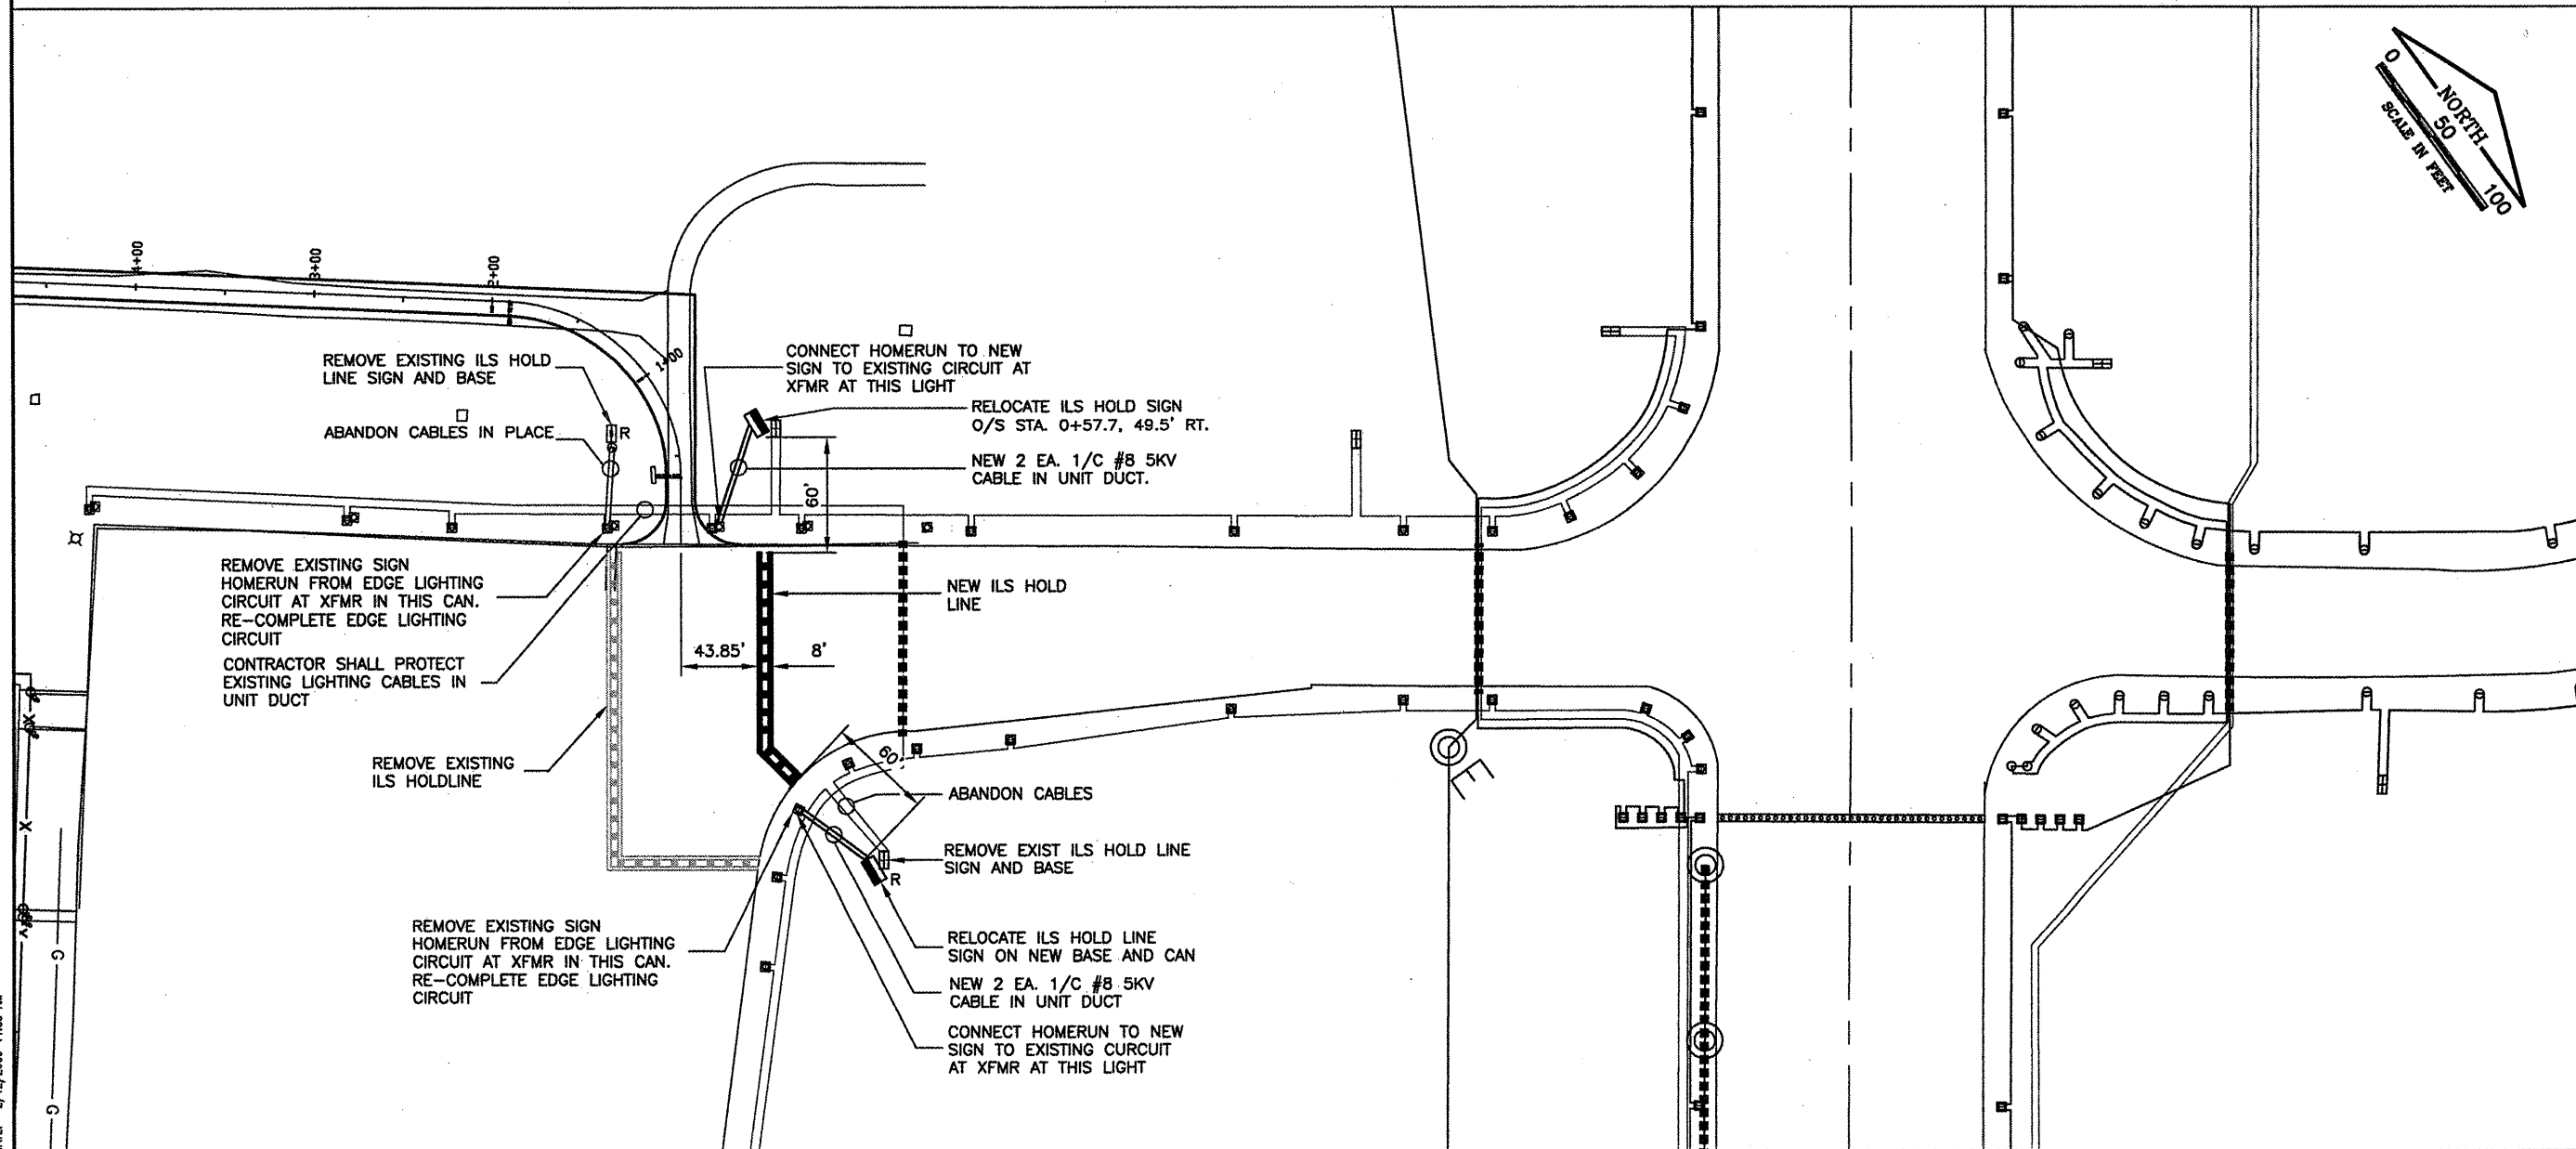 0
NORTH
50
SCALE IN FEET
100
4+00
3+00
2+00
1+00
REMOVE EXISTING ILS HOLD
LINE SIGN AND BASE
ABANDON CABLES IN PLACE
R
CONNECT HOMERUN TO NEW
SIGN TO EXISTING CIRCUIT AT
XFMR AT THIS LIGHT
RELOCATE ILS HOLD SIGN
O/S STA. 0+57.7, 49.5' RT.
NEW 2 EA. 1/C #8 5KV
CABLE IN UNIT DUCT.
60'
REMOVE EXISTING SIGN
HOMERUN FROM EDGE LIGHTING
CIRCUIT AT XFMR IN THIS CAN.
RE-COMPLETE EDGE LIGHTING
CIRCUIT
CONTRACTOR SHALL PROTECT
EXISTING LIGHTING CABLES IN
UNIT DUCT
NEW ILS HOLD
LINE
43.85'
8'
REMOVE EXISTING
ILS HOLDLINE
60'
E
ABANDON CABLES
REMOVE EXIST ILS HOLD LINE
SIGN AND BASE
R
REMOVE EXISTING SIGN
HOMERUN FROM EDGE LIGHTING
CIRCUIT AT XFMR IN THIS CAN.
RE-COMPLETE EDGE LIGHTING
CIRCUIT
RELOCATE ILS HOLD LINE
SIGN ON NEW BASE AND CAN
NEW 2 EA. 1/C #8 5KV
CABLE IN UNIT DUCT
CONNECT HOMERUN TO NEW
SIGN TO EXISTING CURCUIT
AT XFMR AT THIS LIGHT
X
X
G
G